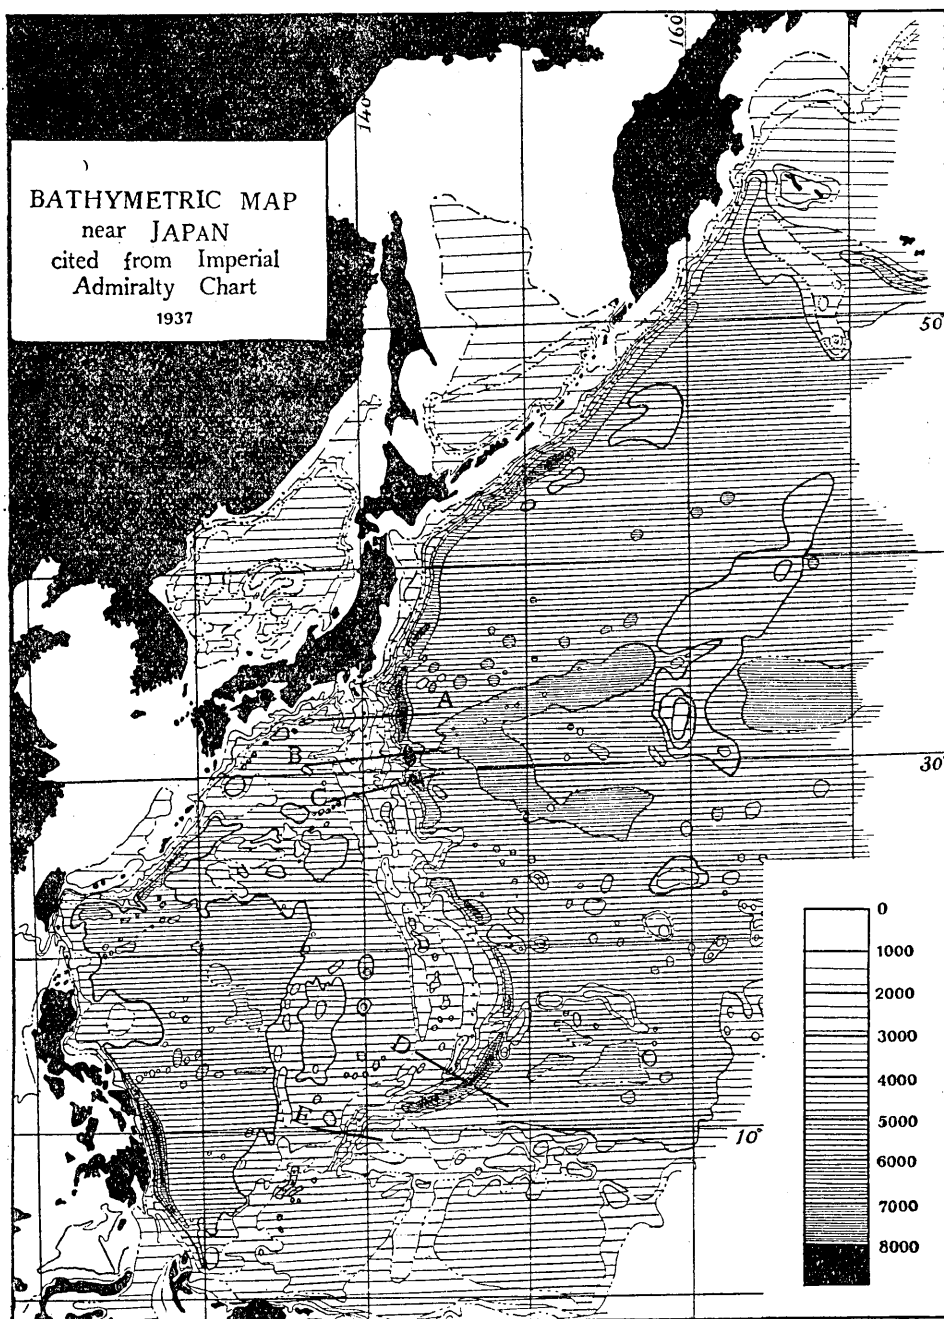 140°
160°
BATHYMETRIC MAP
near JAPAN
cited from Imperial
Admiralty Chart
1937
50°
A
B
30°
C
D
E
10°
0
1000
2000
3000
4000
5000
6000
7000
8000